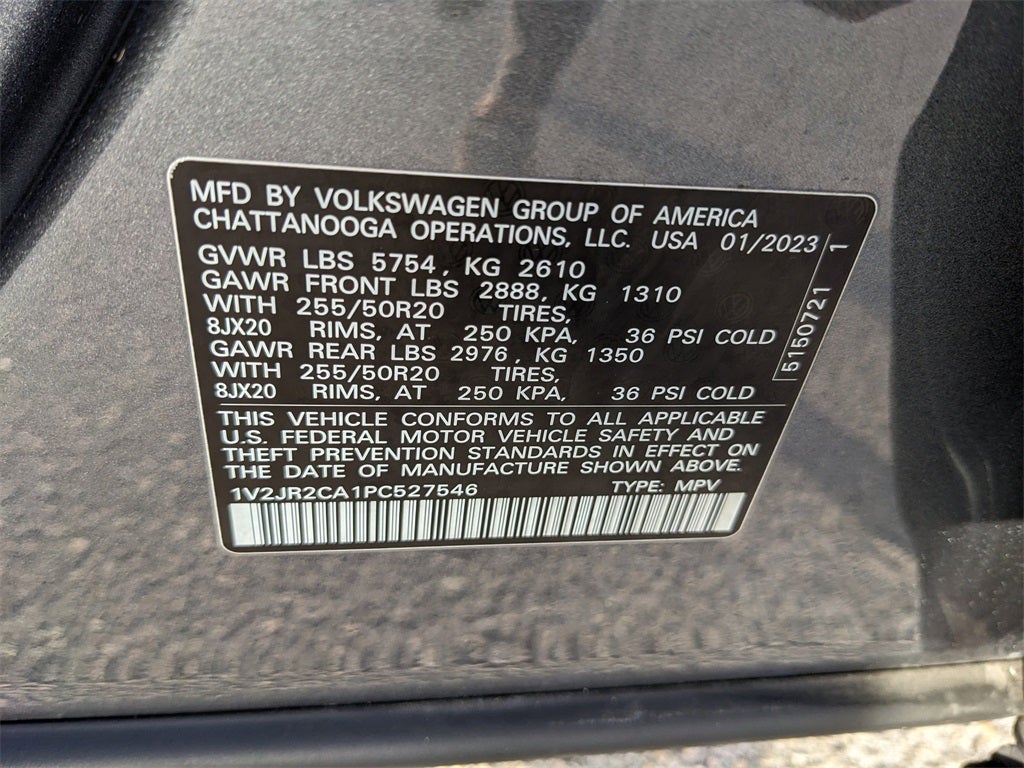 MFD BY VOLKSWAGEN GROUP OF AMERICA
CHATTANOOGA OPERATIONS, LLC. USA 01/2023
GVWR LBS 5754, KG 2610
GAWR FRONT LBS 2888, KG 1310
WITH 255/50R20 TIRES,
8JX20 RIMS, AT 250 KPA, 36 PSI COLD
GAWR REAR LBS 2976, KG 1350
WITH 255/50R20 TIRES,
8JX20 RIMS, AT 250 KPA, 36 PSI COLD
5150721 1
THIS VEHICLE CONFORMS TO ALL APPLICABLE
U.S. FEDERAL MOTOR VEHICLE SAFETY AND
THEFT PREVENTION STANDARDS IN EFFECT ON
THE DATE OF MANUFACTURE SHOWN ABOVE.
1V2JR2CA1PC527546 TYPE: MPV